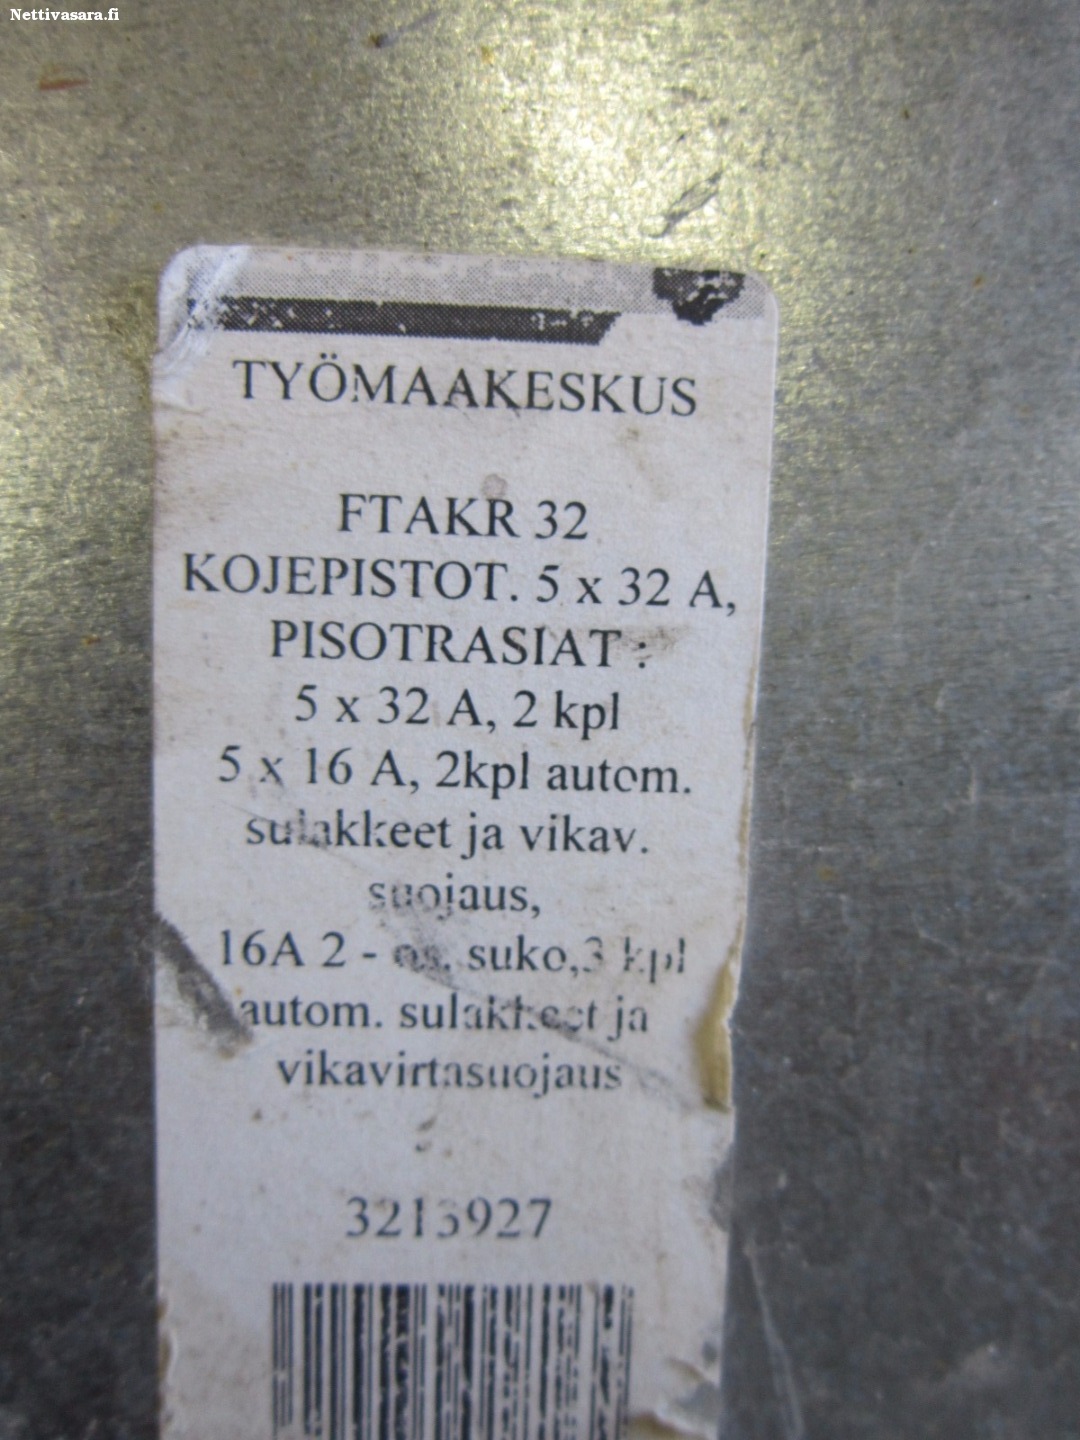 Nettivasara.fi
TYÖMAAKESKUS
FTAKR 32
KOJEPISTOT. 5 x 32 A,
PISOTRASIAT :
5 x 32 A, 2 kpl
5 x 16 A, 2kpl autom.
sulakkeet ja vikav.
suojaus,
16A 2 - os. suko,3 kpl
autom. sulakkeet ja
vikavirtasuojaus
3213927